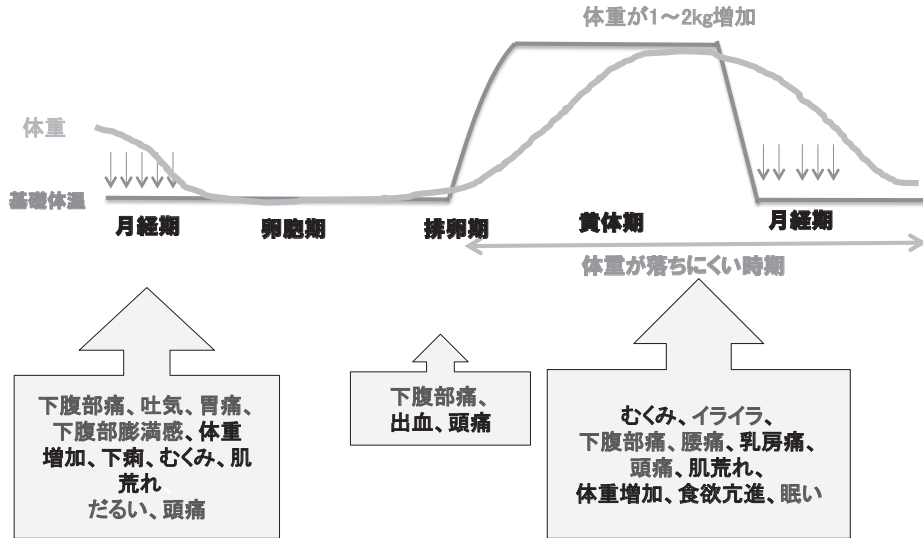 体重が1～2kg増加
体重
基礎体温
月経期
卵胞期
排卵期
黄体期
月経期
体重が落ちにくい時期
下腹部痛、吐気、胃痛、
下腹部膨満感、体重
増加、下痢、むくみ、肌
荒れ
だるい、頭痛
下腹部痛、
出血、頭痛
むくみ、イライラ、
下腹部痛、腰痛、乳房痛、
頭痛、肌荒れ、
体重増加、食欲亢進、眠い